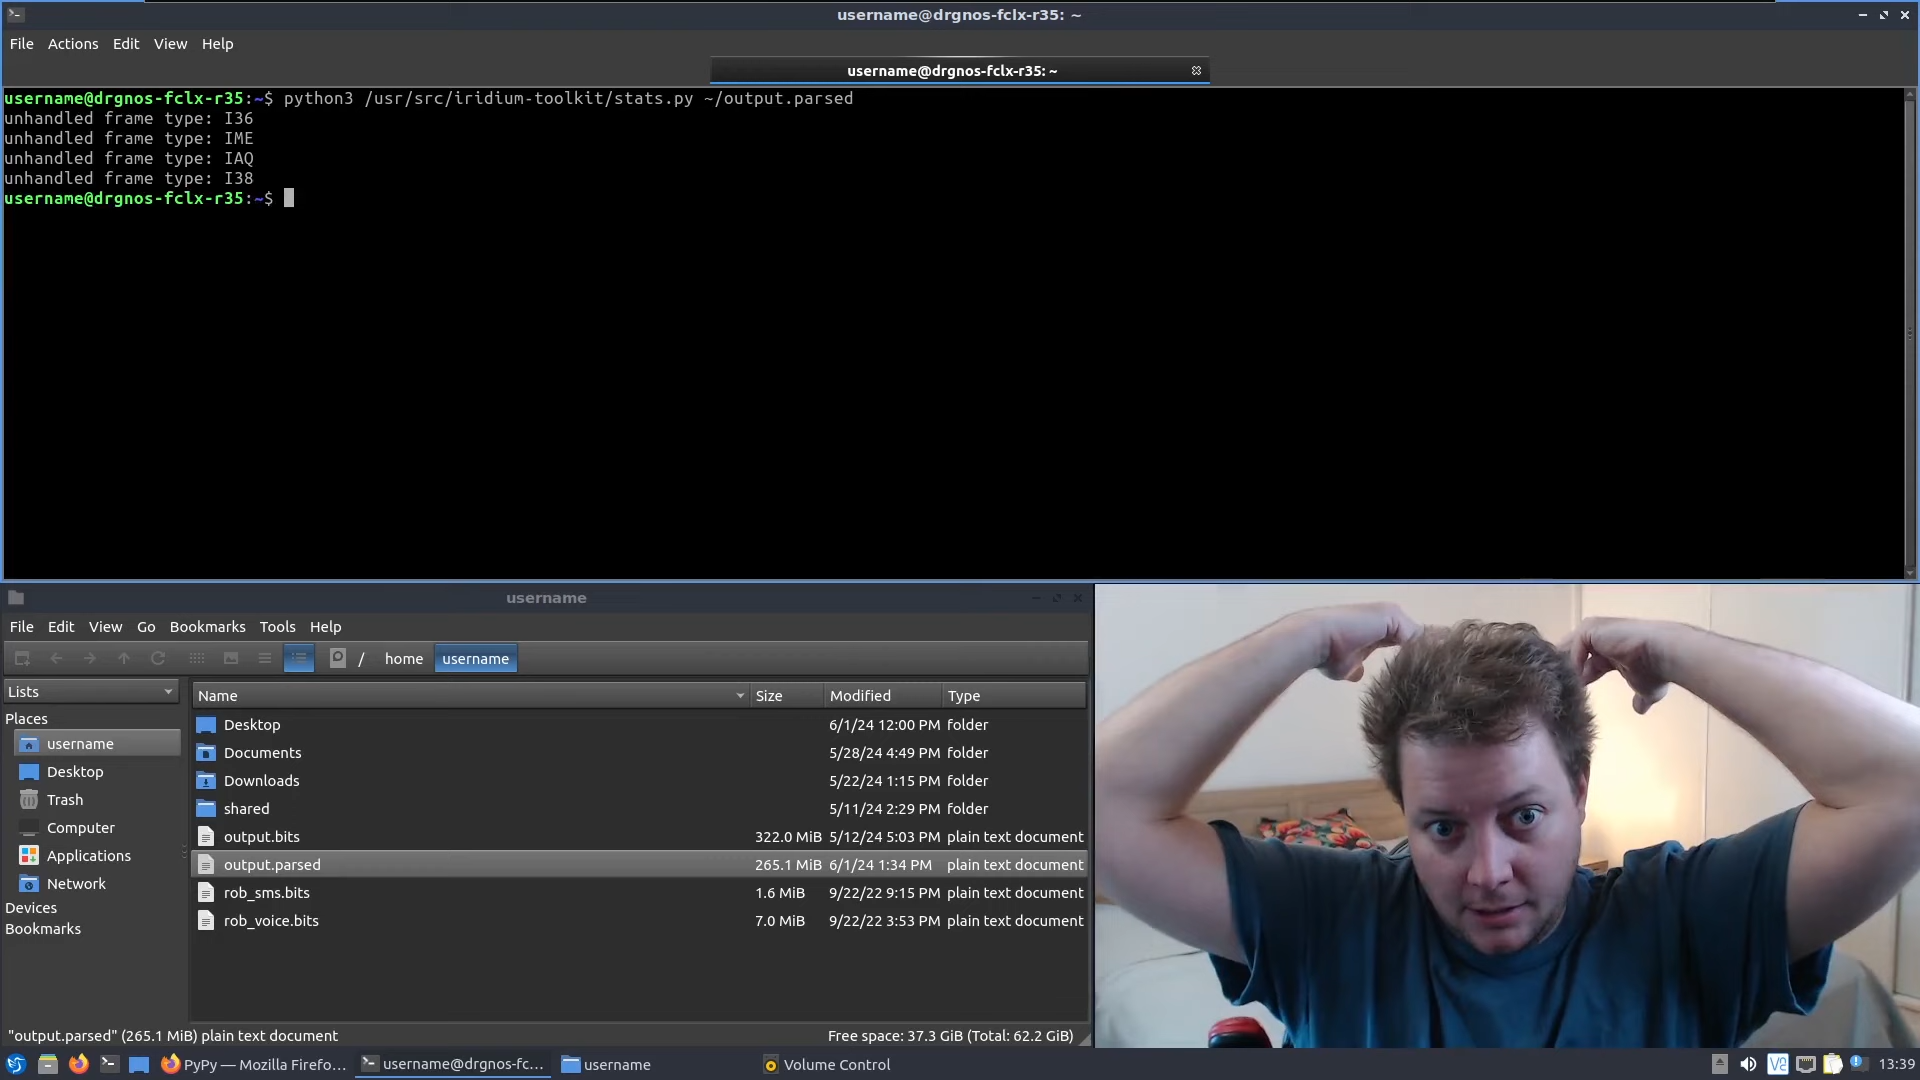 username@drgnos-fclx-r35: ~
File Actions Edit View Help
username@drgnos-fclx-r35: ~
username@drgnos-fclx-r35:~$ python3 /usr/src/iridium-toolkit/stats.py ~/output.parsed
unhandled frame type: I36
unhandled frame type: IME
unhandled frame type: IAQ
unhandled frame type: I38
username@drgnos-fclx-r35:~$
username
File Edit View Go Bookmarks Tools Help
/ home username
Lists
Name Size Modified Type
Places
username
Desktop
Trash
Computer
Applications
Network
Devices
Bookmarks
Desktop 6/1/24 12:00 PM folder
Documents 5/28/24 4:49 PM folder
Downloads 5/22/24 1:15 PM folder
shared 5/11/24 2:29 PM folder
output.bits 322.0 MiB 5/12/24 5:03 PM plain text document
output.parsed 265.1 MiB 6/1/24 1:34 PM plain text document
rob_sms.bits 1.6 MiB 9/22/22 9:15 PM plain text document
rob_voice.bits 7.0 MiB 9/22/22 3:53 PM plain text document
"output.parsed" (265.1 MiB) plain text document
Free space: 37.3 GiB (Total: 62.2 GiB)
PyPy — Mozilla Firefo... username@drgnos-fc... username Volume Control 13:39